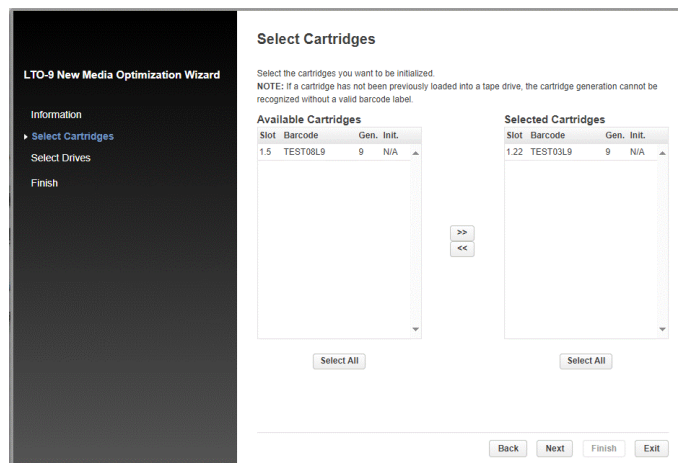 LTO-9 New Media Optimization Wizard
Information
Select Cartridges
Select Drives
Finish
Select Cartridges
Select the cartridges you want to be initialized.
NOTE: If a cartridge has not been previously loaded into a tape drive, the cartridge generation cannot be
recognized without a valid barcode label.
Available Cartridges
Slot Barcode Gen. Init.
1.5 TEST08L9 9 N/A
Select All
>>
<<
Selected Cartridges
Slot Barcode Gen. Init.
1.22 TEST03L9 9 N/A
Select All
Back Next Finish Exit